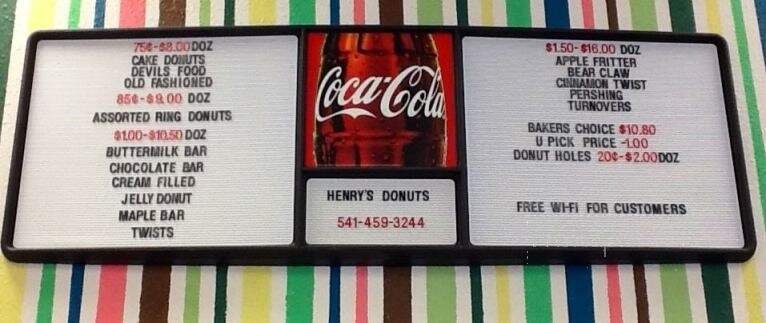 75¢-$8.00 DOZ
CAKE DONUTS
DEVILS FOOD
OLD FASHIONED
85¢-$9.00 DOZ
ASSORTED RING DONUTS
$1.00-$10.50 DOZ
BUTTERMILK BAR
CHOCOLATE BAR
CREAM FILLED
JELLY DONUT
MAPLE BAR
TWISTS
Coca-Cola
HENRY'S DONUTS
541-459-3244
$1.50-$16.00 DOZ
APPLE FRITTER
BEAR CLAW
CINNAMON TWIST
PERSHING
TURNOVERS
BAKERS CHOICE $10.80
U PICK PRICE -1.00
DONUT HOLES 20¢-$2.00DOZ
FREE WI-FI FOR CUSTOMERS